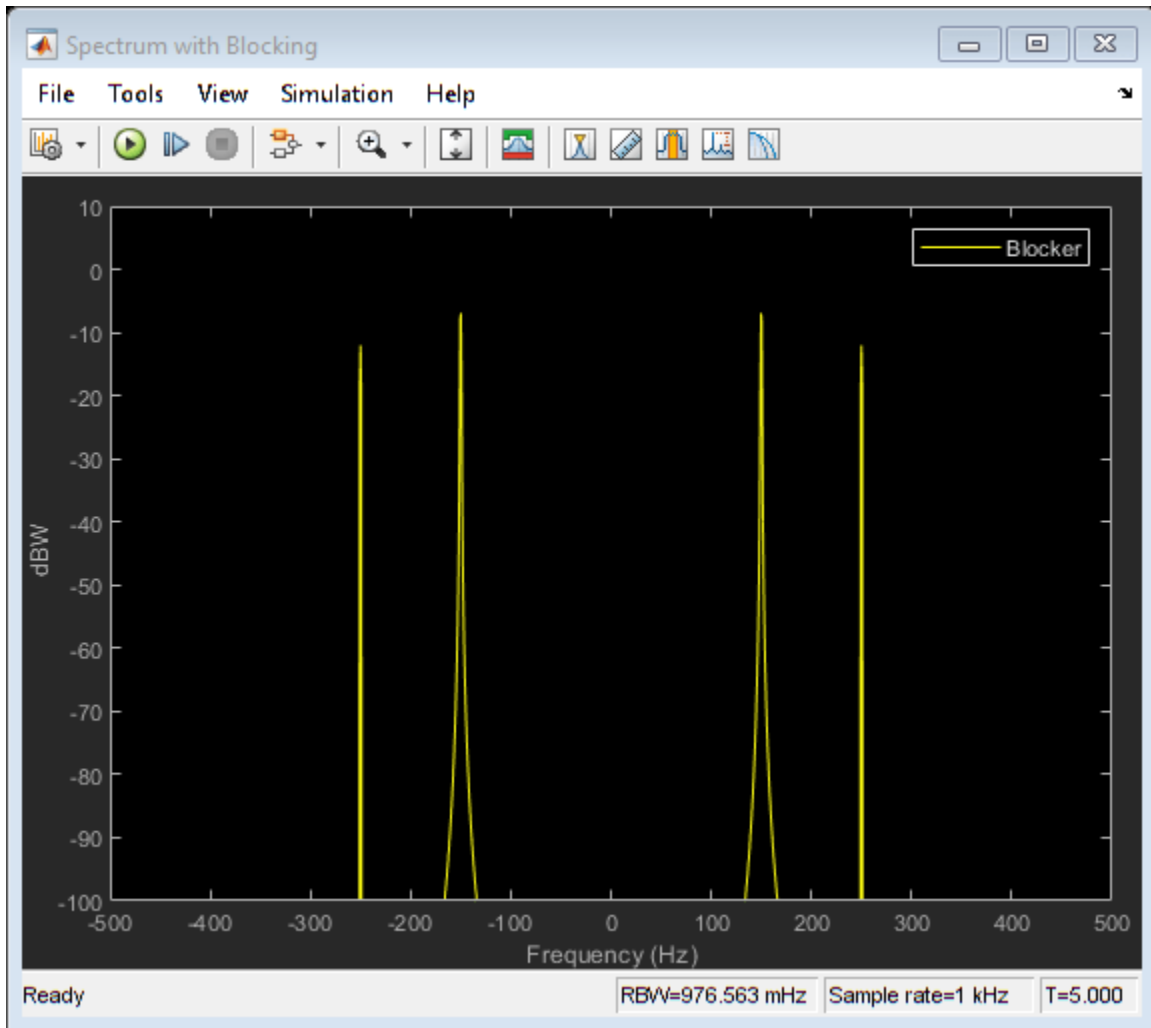 Spectrum with Blocking
File Tools View Simulation Help
Blocker
10
0
-10
-20
-30
-40
-50
-60
-70
-80
-90
-100
dBW
-500 -400 -300 -200 -100 0 100 200 300 400 500
Frequency (Hz)
Ready RBW=976.563 mHz Sample rate=1 kHz T=5.000